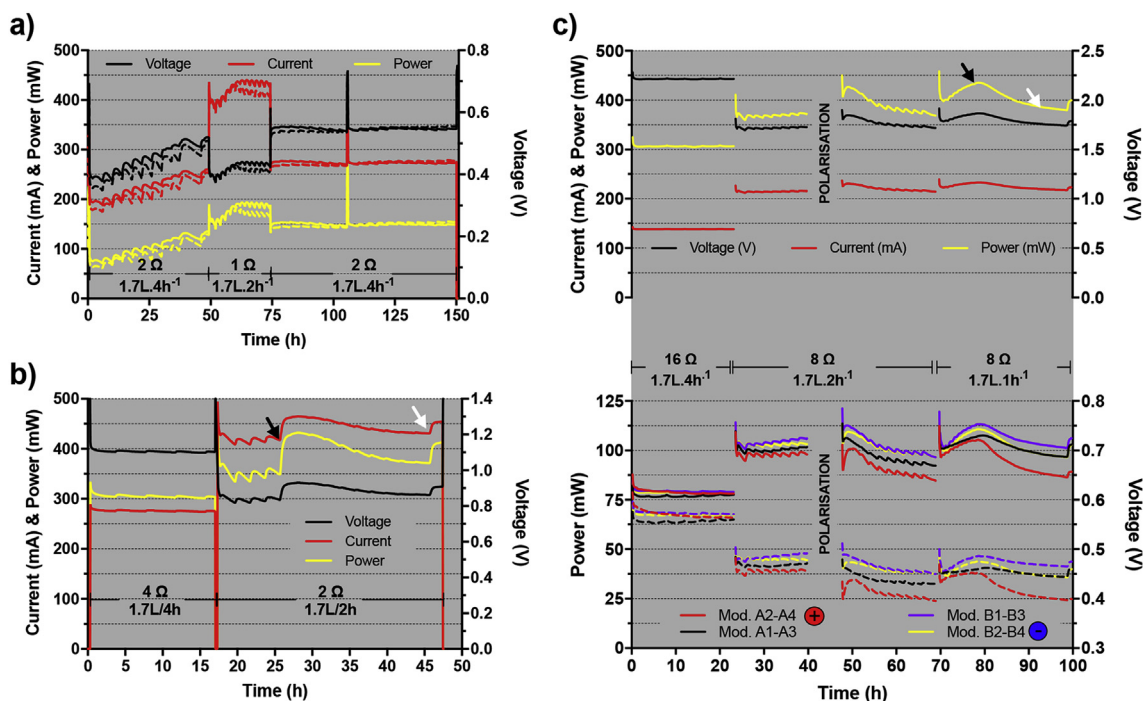 a)
500
400
300
200
100
0
Current (mA) & Power (mW)
0.8
0.7
0.6
0.5
0.4
0.3
0.2
0.1
0.0
Voltage (V)
Voltage Current Power
2 Ω 1 Ω 2 Ω
1.7L.4h-1 1.7L.2h-1 1.7L.4h-1
0 25 50 75 100 125 150
Time (h)
b)
500
400
300
200
100
0
Current (mA) & Power (mW)
1.4
1.2
1.0
0.8
0.6
0.4
0.2
0.0
Voltage (V)
Voltage
Current
Power
4 Ω 2 Ω
1.7L/4h 1.7L/2h
0 5 10 15 20 25 30 35 40 45 50
Time (h)
c)
500
400
300
200
100
0
Current (mA) & Power (mW)
2.5
2.0
1.5
1.0
0.5
0.0
Voltage (V)
POLARISATION
Voltage (V) Current (mA) Power (mW)
16 Ω 8 Ω 8 Ω
1.7L.4h-1 1.7L.2h-1 1.7L.1h-1
125
100
75
50
25
0
Power (mW)
0.8
0.7
0.6
0.5
0.4
0.3
Voltage (V)
POLARISATION
Mod. A2-A4 + Mod. B1-B3
Mod. A1-A3 Mod. B2-B4 -
0 10 20 30 40 50 60 70 80 90 100
Time (h)